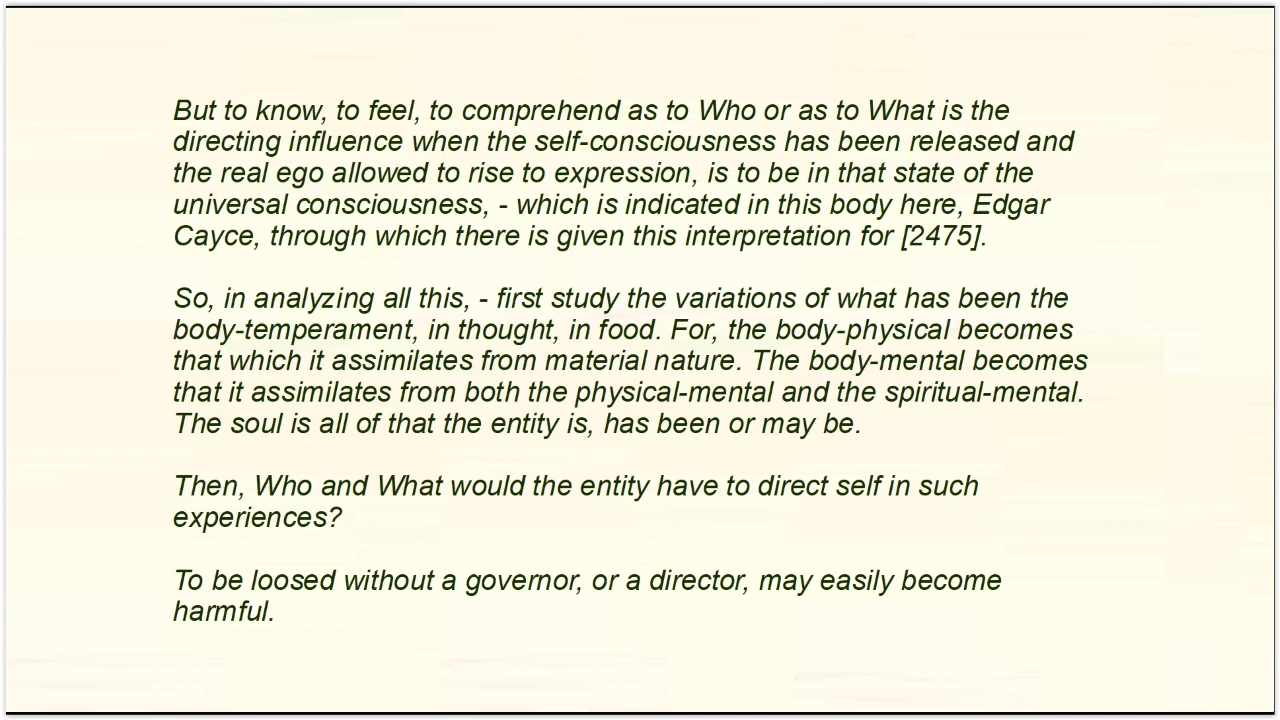 But to know, to feel, to comprehend as to Who or as to What is the
directing influence when the self-consciousness has been released and
the real ego allowed to rise to expression, is to be in that state of the
universal consciousness, - which is indicated in this body here, Edgar
Cayce, through which there is given this interpretation for [2475].
So, in analyzing all this, - first study the variations of what has been the
body-temperament, in thought, in food. For, the body-physical becomes
that which it assimilates from material nature. The body-mental becomes
that it assimilates from both the physical-mental and the spiritual-mental.
The soul is all of that the entity is, has been or may be.
Then, Who and What would the entity have to direct self in such
experiences?
To be loosed without a governor, or a director, may easily become
harmful.